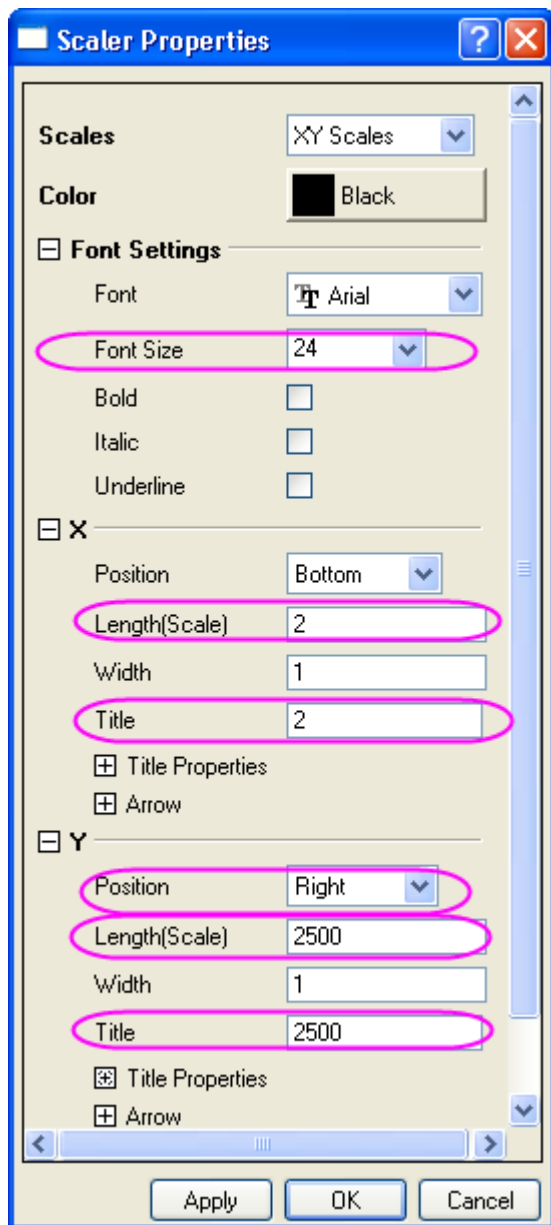 Scaler Properties
Scales XY Scales
Color Black
Font Settings
Font Arial
Font Size 24
Bold
Italic
Underline
X
Position Bottom
Length(Scale) 2
Width 1
Title 2
Title Properties
Arrow
Y
Position Right
Length(Scale) 2500
Width 1
Title 2500
Title Properties
Arrow
Apply OK Cancel